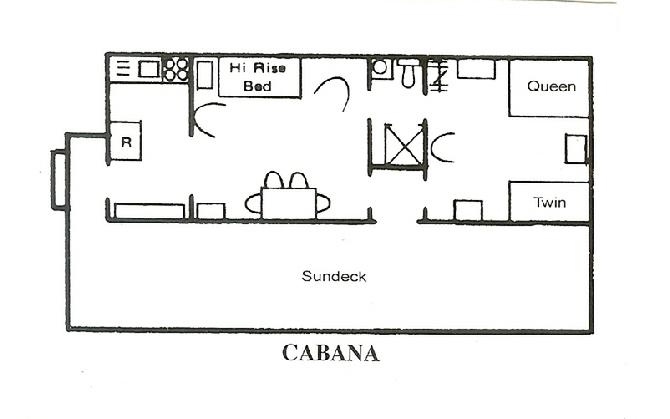 Hi Rise
Bed
Queen
R
Twin
Sundeck
CABANA